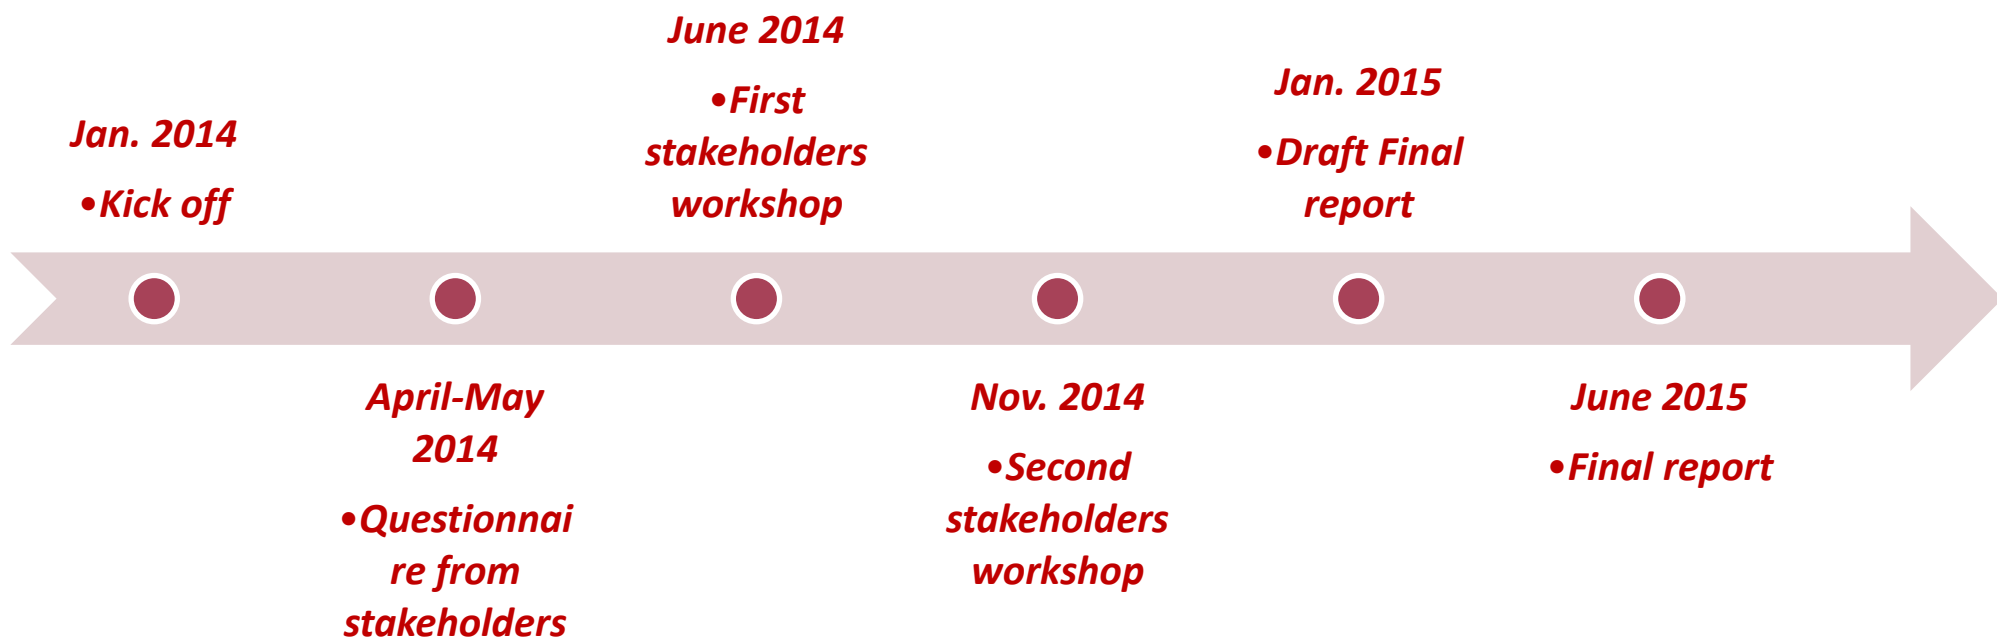 Jan. 2014
•Kick off
April-May
2014
•Questionnai
re from
stakeholders
June 2014
•First
stakeholders
workshop
Nov. 2014
•Second
stakeholders
workshop
Jan. 2015
•Draft Final
report
June 2015
•Final report